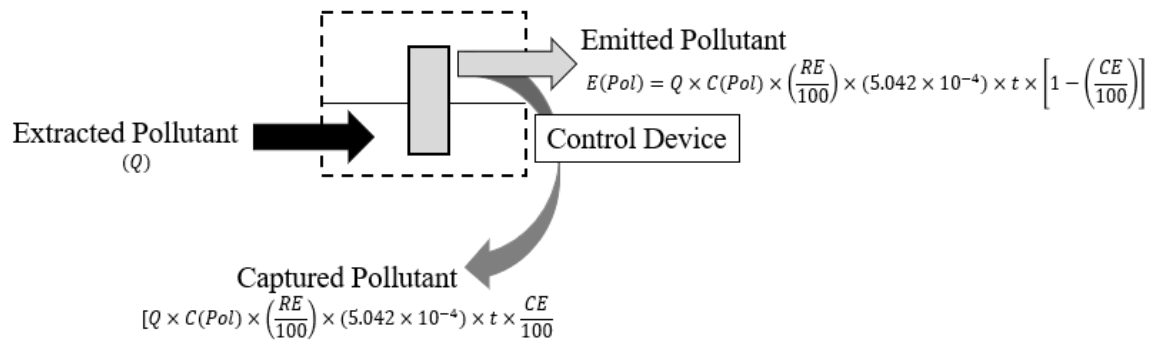 Emitted Pollutant
E(Pol) = Q × C(Pol) × (RE/100) × (5.042 × 10⁻⁴) × t × [1 − (CE/100)]
Extracted Pollutant
(Q)
Control Device
Captured Pollutant
[Q × C(Pol) × (RE/100) × (5.042 × 10⁻⁴) × t × CE/100